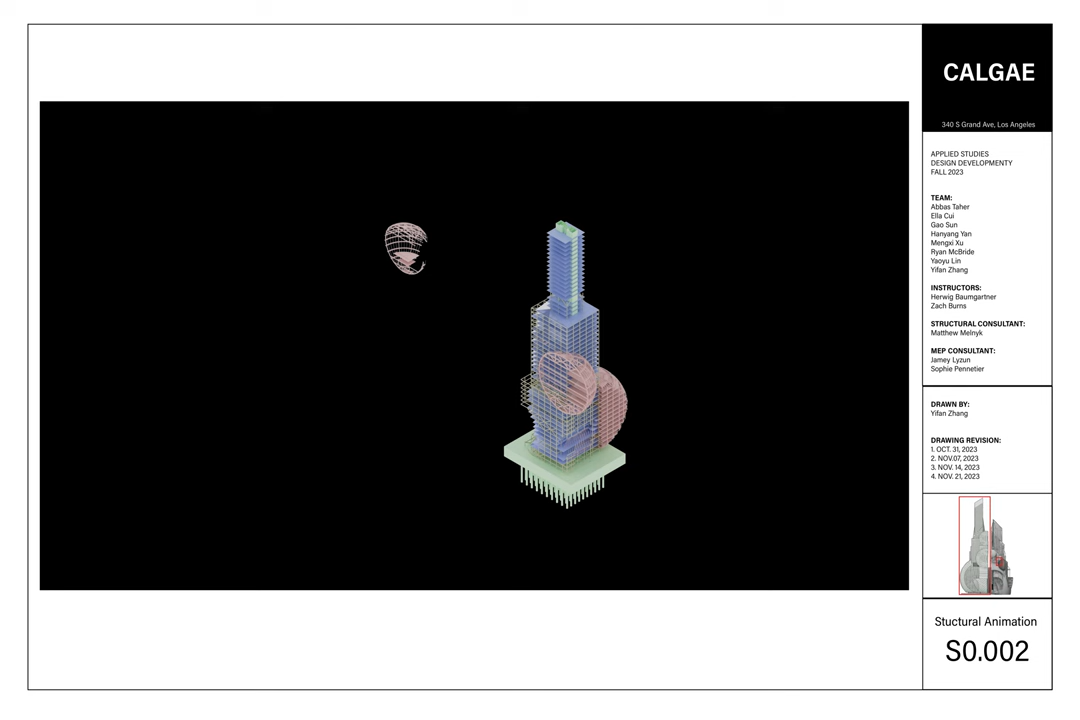 CALGAE
340 S Grand Ave, Los Angeles
APPLIED STUDIES
DESIGN DEVELOPMENTY
FALL 2023
TEAM:
Abbas Taher
Ella Cui
Gao Sun
Hanyang Yan
Mengxi Xu
Ryan McBride
Yaoyu Lin
Yifan Zhang
INSTRUCTORS:
Herwig Baumgartner
Zach Burns
STRUCTURAL CONSULTANT:
Matthew Melnyk
MEP CONSULTANT:
Jamey Lyzun
Sophie Pennetier
DRAWN BY:
Yifan Zhang
DRAWING REVISION:
1. OCT. 31, 2023
2. NOV.07, 2023
3. NOV. 14, 2023
4. NOV. 21, 2023
Stuctural Animation
S0.002